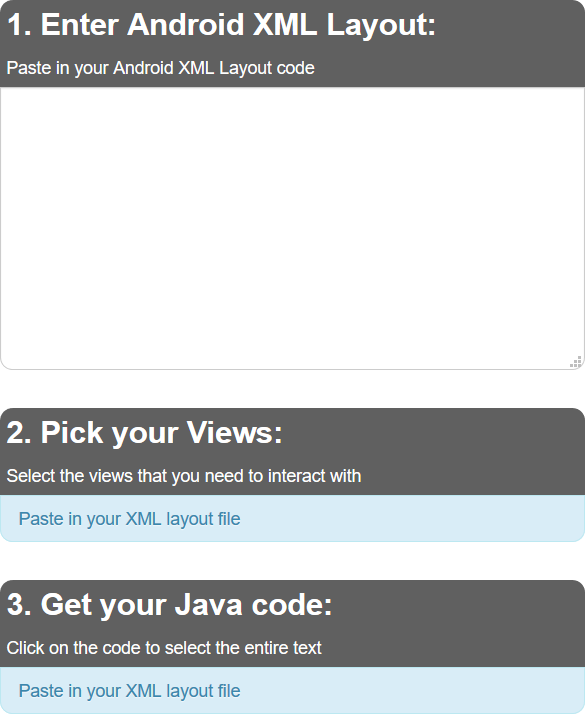 1. Enter Android XML Layout:
Paste in your Android XML Layout code
2. Pick your Views:
Select the views that you need to interact with
Paste in your XML layout file
3. Get your Java code:
Click on the code to select the entire text
Paste in your XML layout file